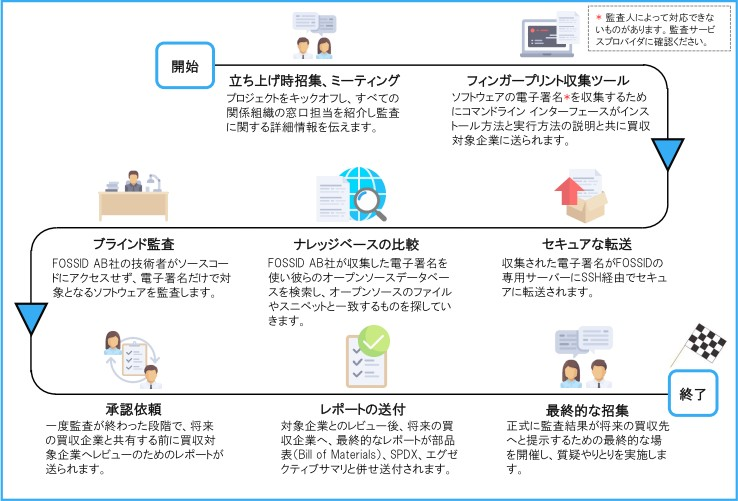 * 監査人によって対応できな
いものがあります。監査サービ
スプロバイダに確認ください。
開始
立ち上げ時招集、ミーティング
プロジェクトをキックオフし、すべての
関係組織の窓口担当を紹介し監査
に関する詳細情報を伝えます。
フィンガープリント収集ツール
ソフトウェアの電子署名*を収集するため
にコマンドライン インターフェースがインス
トール方法と実行方法の説明と共に買収
対象企業に送られます。
ブラインド監査
FOSSID AB社の技術者がソースコー
ドにアクセスせず、電子署名だけで対
象となるソフトウェアを監査します。
ナレッジベースの比較
FOSSID AB社が収集した電子署名を
使い彼らのオープンソースデータベース
を検索し、オープンソースのファイル
やスニペットと一致するものを探してい
きます。
セキュアな転送
収集された電子署名がFOSSIDの
専用サーバーにSSH経由でセキュ
アに転送されます。
承認依頼
一度監査が終わった段階で、将来
の買収企業と共有する前に買収対
象企業へレビューのためのレポートが
送られます。
レポートの送付
対象企業とのレビュー後、将来の買
収企業へ、最終的なレポートが部品
表(Bill of Materials)、SPDX、エグゼ
クティブサマリと併せ送付されます。
最終的な招集
正式に監査結果が将来の買収先
へと提示するための最終的な場
を開催し、質疑やりとりを実施しま
す。
終了